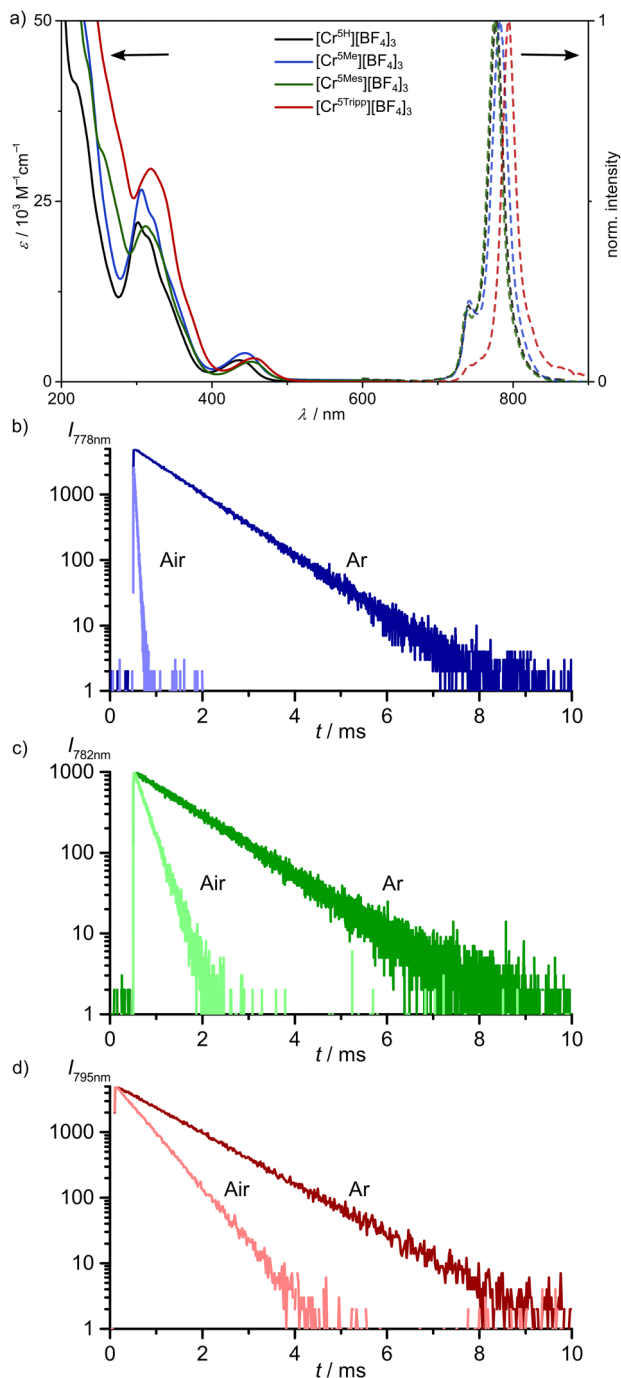 a)
50
25
0
ε / 10³ M⁻¹cm⁻¹
[Cr⁵ᴴ][BF₄]₃
[Cr⁵ᴹᵉ][BF₄]₃
[Cr⁵ᴹᵉˢ][BF₄]₃
[Cr⁵ᵀʳⁱᵖᵖ][BF₄]₃
1
0
norm. intensity
200 400 600 800
λ / nm
b)
I₇₇₈ₙₘ
1000
100
10
1
Air
Ar
0 2 4 6 8 10
t / ms
c)
I₇₈₂ₙₘ
1000
100
10
1
Air
Ar
0 2 4 6 8 10
t / ms
d)
I₇₉₅ₙₘ
1000
100
10
1
Air
Ar
0 2 4 6 8 10
t / ms